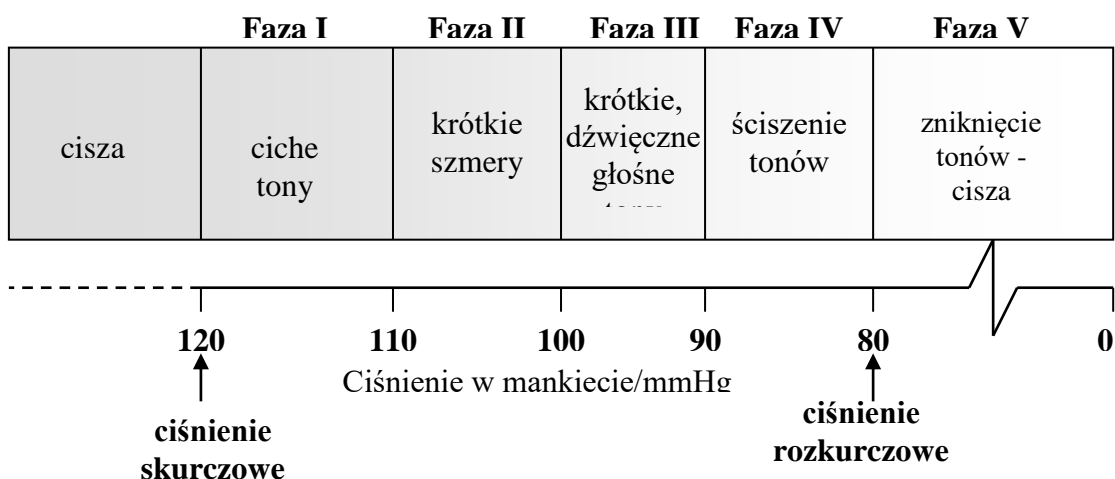 Faza I Faza II Faza III Faza IV Faza V
cisza
ciche
tony
krótkie
szmery
krótkie,
dźwięczne
głośne
ściszenie
tonów
zniknięcie
tonów -
cisza
120 110 100 90 80 0
Ciśnienie w mankiecie/mmHg
ciśnienie
skurczowe
ciśnienie
rozkurczowe